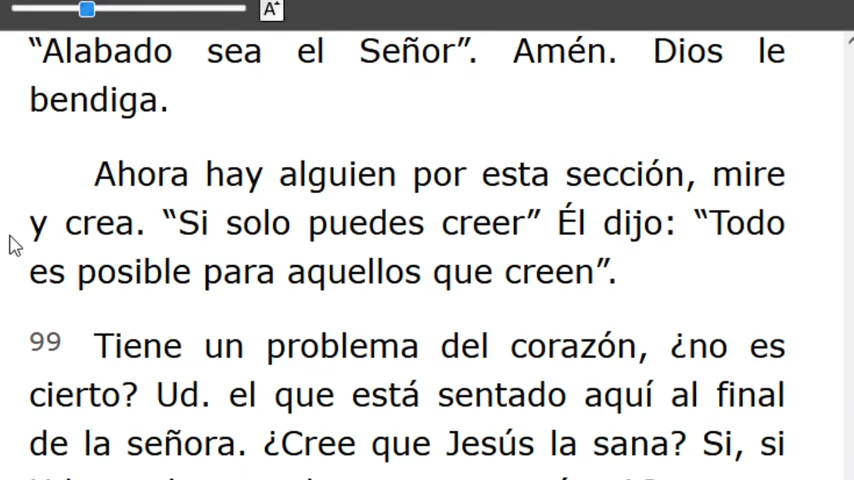 A
“Alabado sea el Señor”. Amén. Dios le
bendiga.
Ahora hay alguien por esta sección, mire
y crea. “Si solo puedes creer” Él dijo: “Todo
es posible para aquellos que creen”.
99 Tiene un problema del corazón, ¿no es
cierto? Ud. el que está sentado aquí al final
de la señora. ¿Cree que Jesús la sana? Si, si